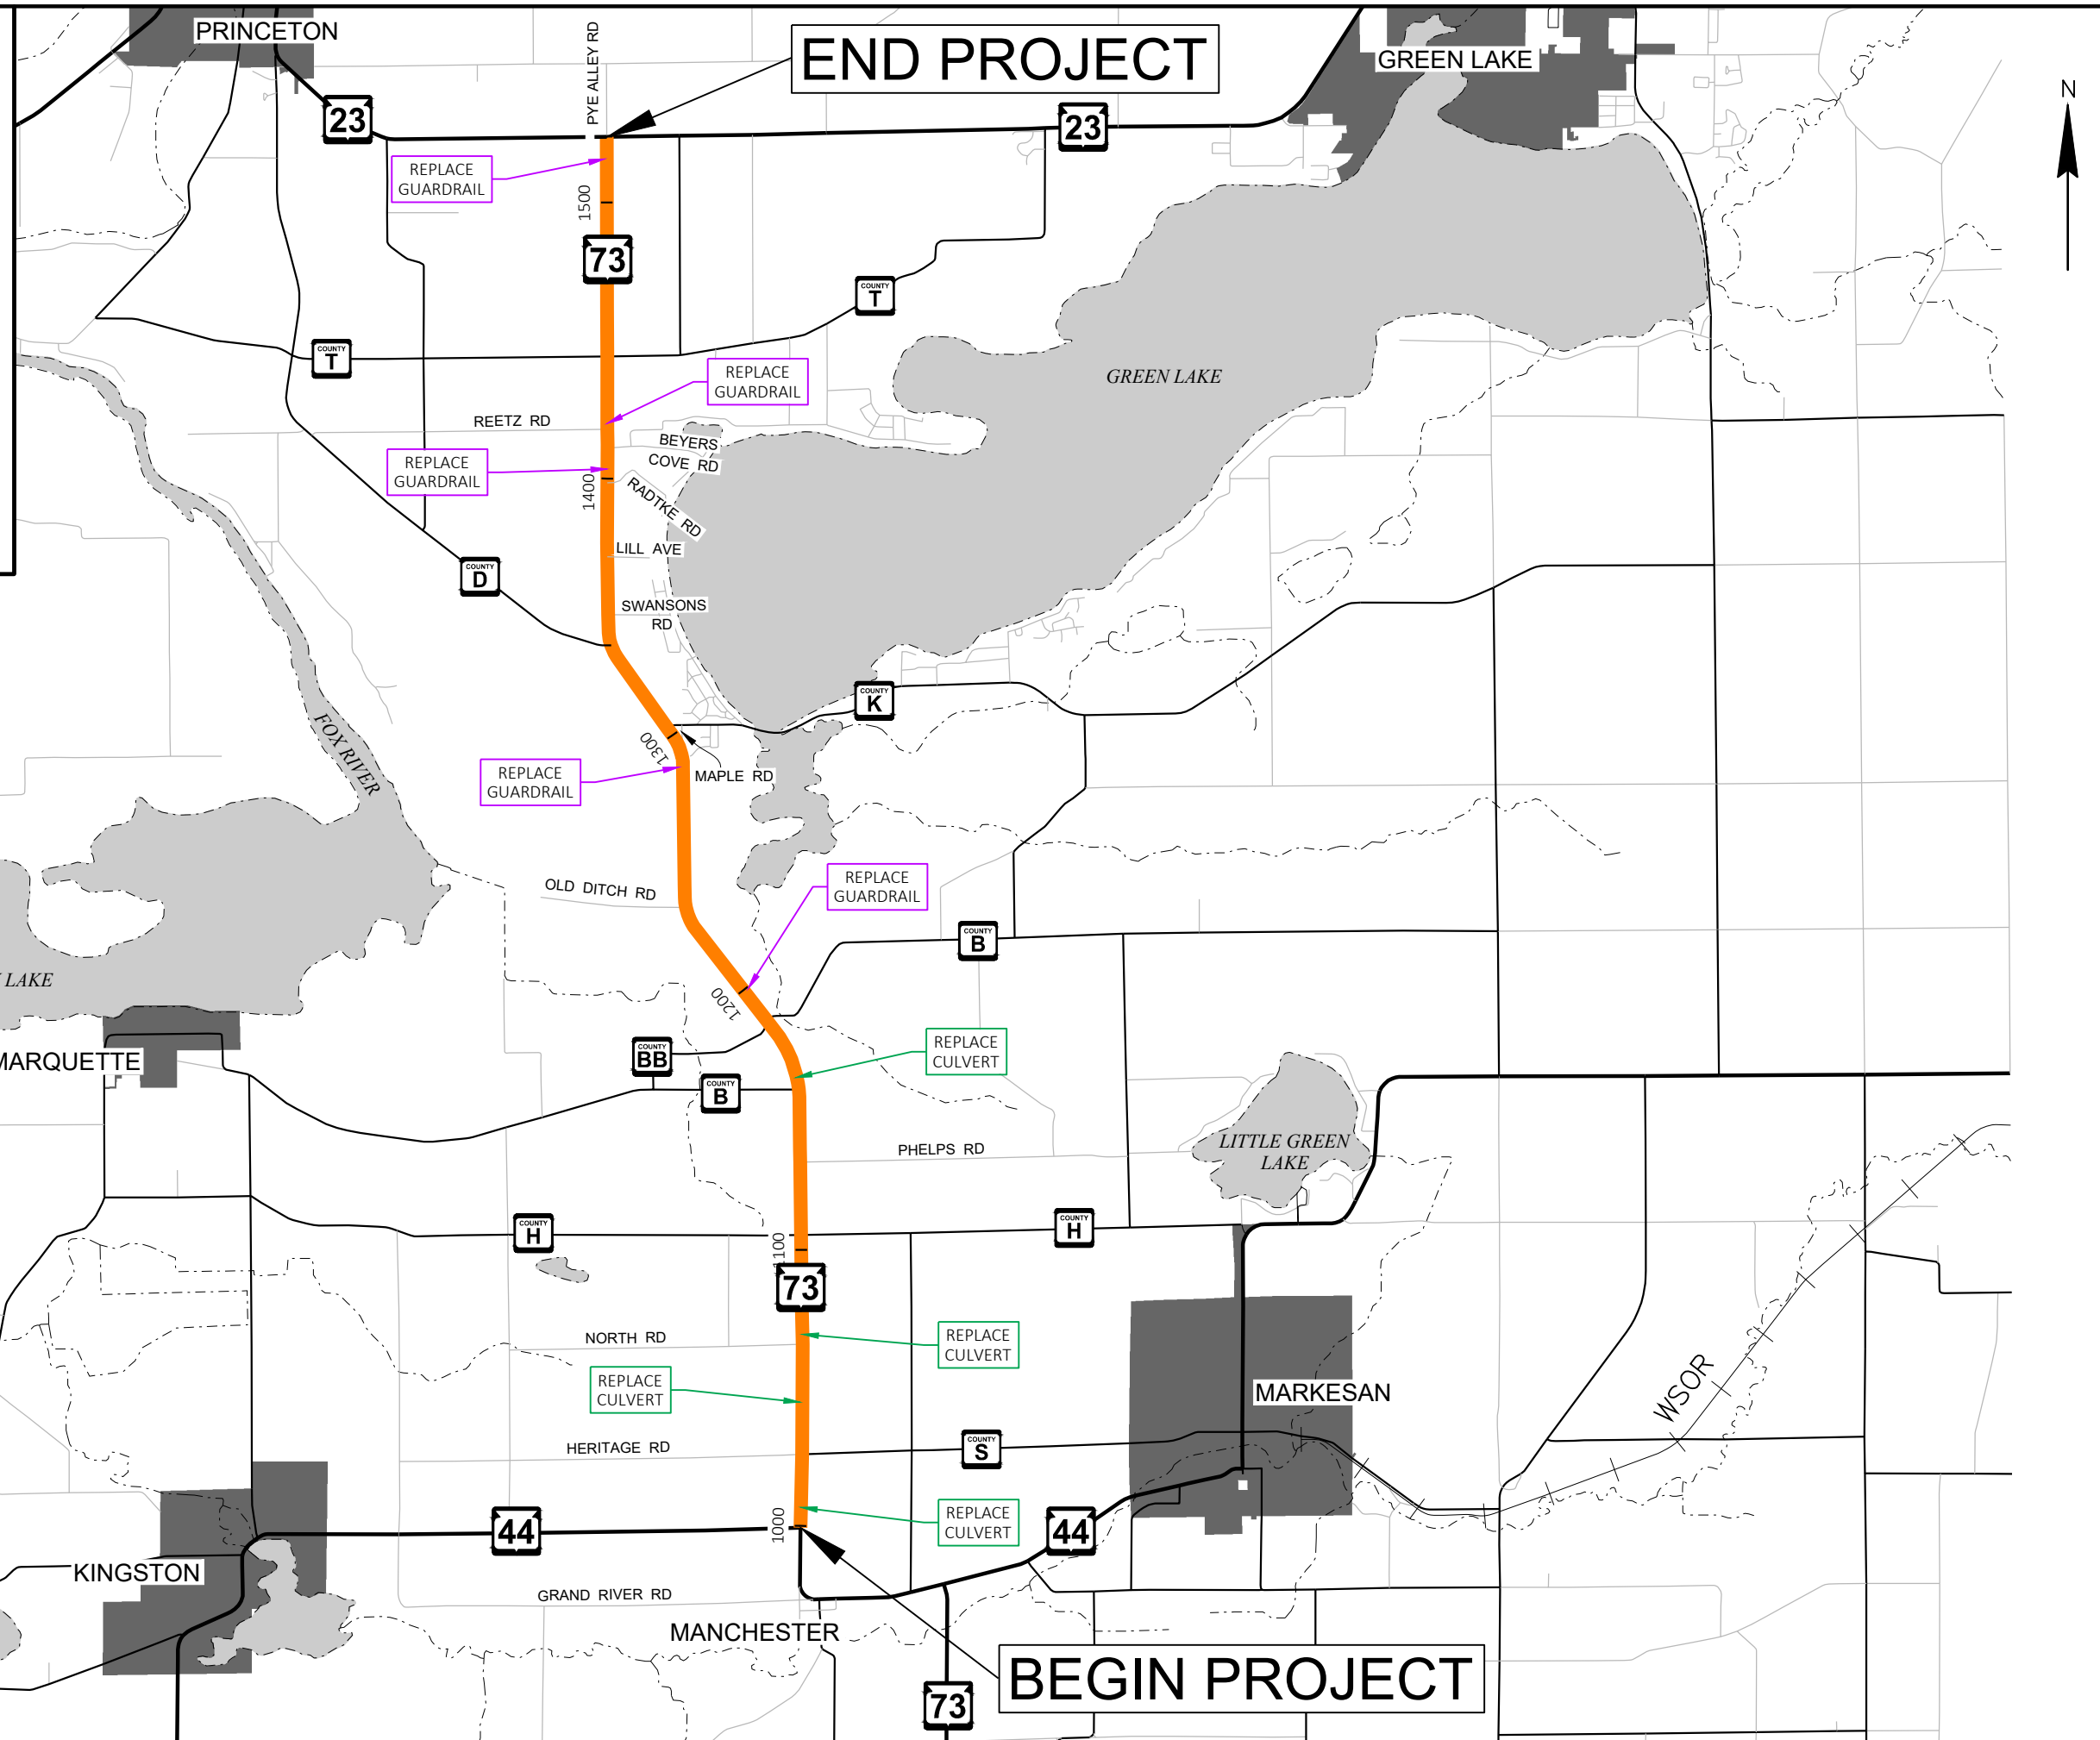 PRINCETON
PYE ALLEY RD
END PROJECT
GREEN LAKE
N
23
23
REPLACE
GUARDRAIL
1500
73
COUNTY
T
COUNTY
T
REPLACE
GUARDRAIL
GREEN LAKE
REETZ RD
BEYERS
COVE RD
REPLACE
GUARDRAIL
1400
RADTKE RD
LILL AVE
COUNTY
D
SWANSONS
RD
COUNTY
K
FOX RIVER
1300
MAPLE RD
REPLACE
GUARDRAIL
OLD DITCH RD
REPLACE
GUARDRAIL
COUNTY
B
LAKE
1200
REPLACE
CULVERT
MARQUETTE
COUNTY
BB
COUNTY
B
PHELPS RD
LITTLE GREEN
LAKE
COUNTY
H
COUNTY
H
1100
73
NORTH RD
REPLACE
CULVERT
REPLACE
CULVERT
MARKESAN
WSOR
HERITAGE RD
COUNTY
S
REPLACE
CULVERT
1000
44
44
KINGSTON
GRAND RIVER RD
MANCHESTER
BEGIN PROJECT
73